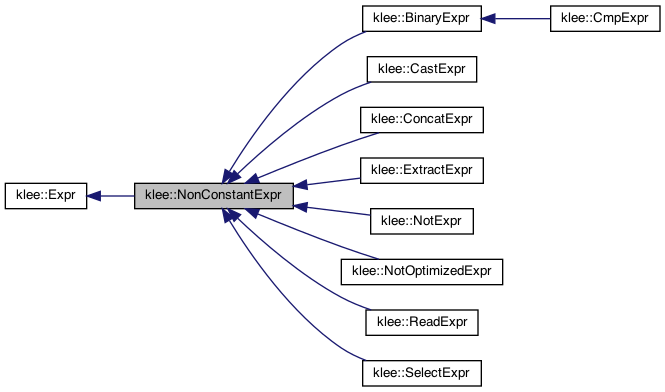 klee::BinaryExpr
klee::CmpExpr
klee::CastExpr
klee::ConcatExpr
klee::ExtractExpr
klee::Expr
klee::NonConstantExpr
klee::NotExpr
klee::NotOptimizedExpr
klee::ReadExpr
klee::SelectExpr